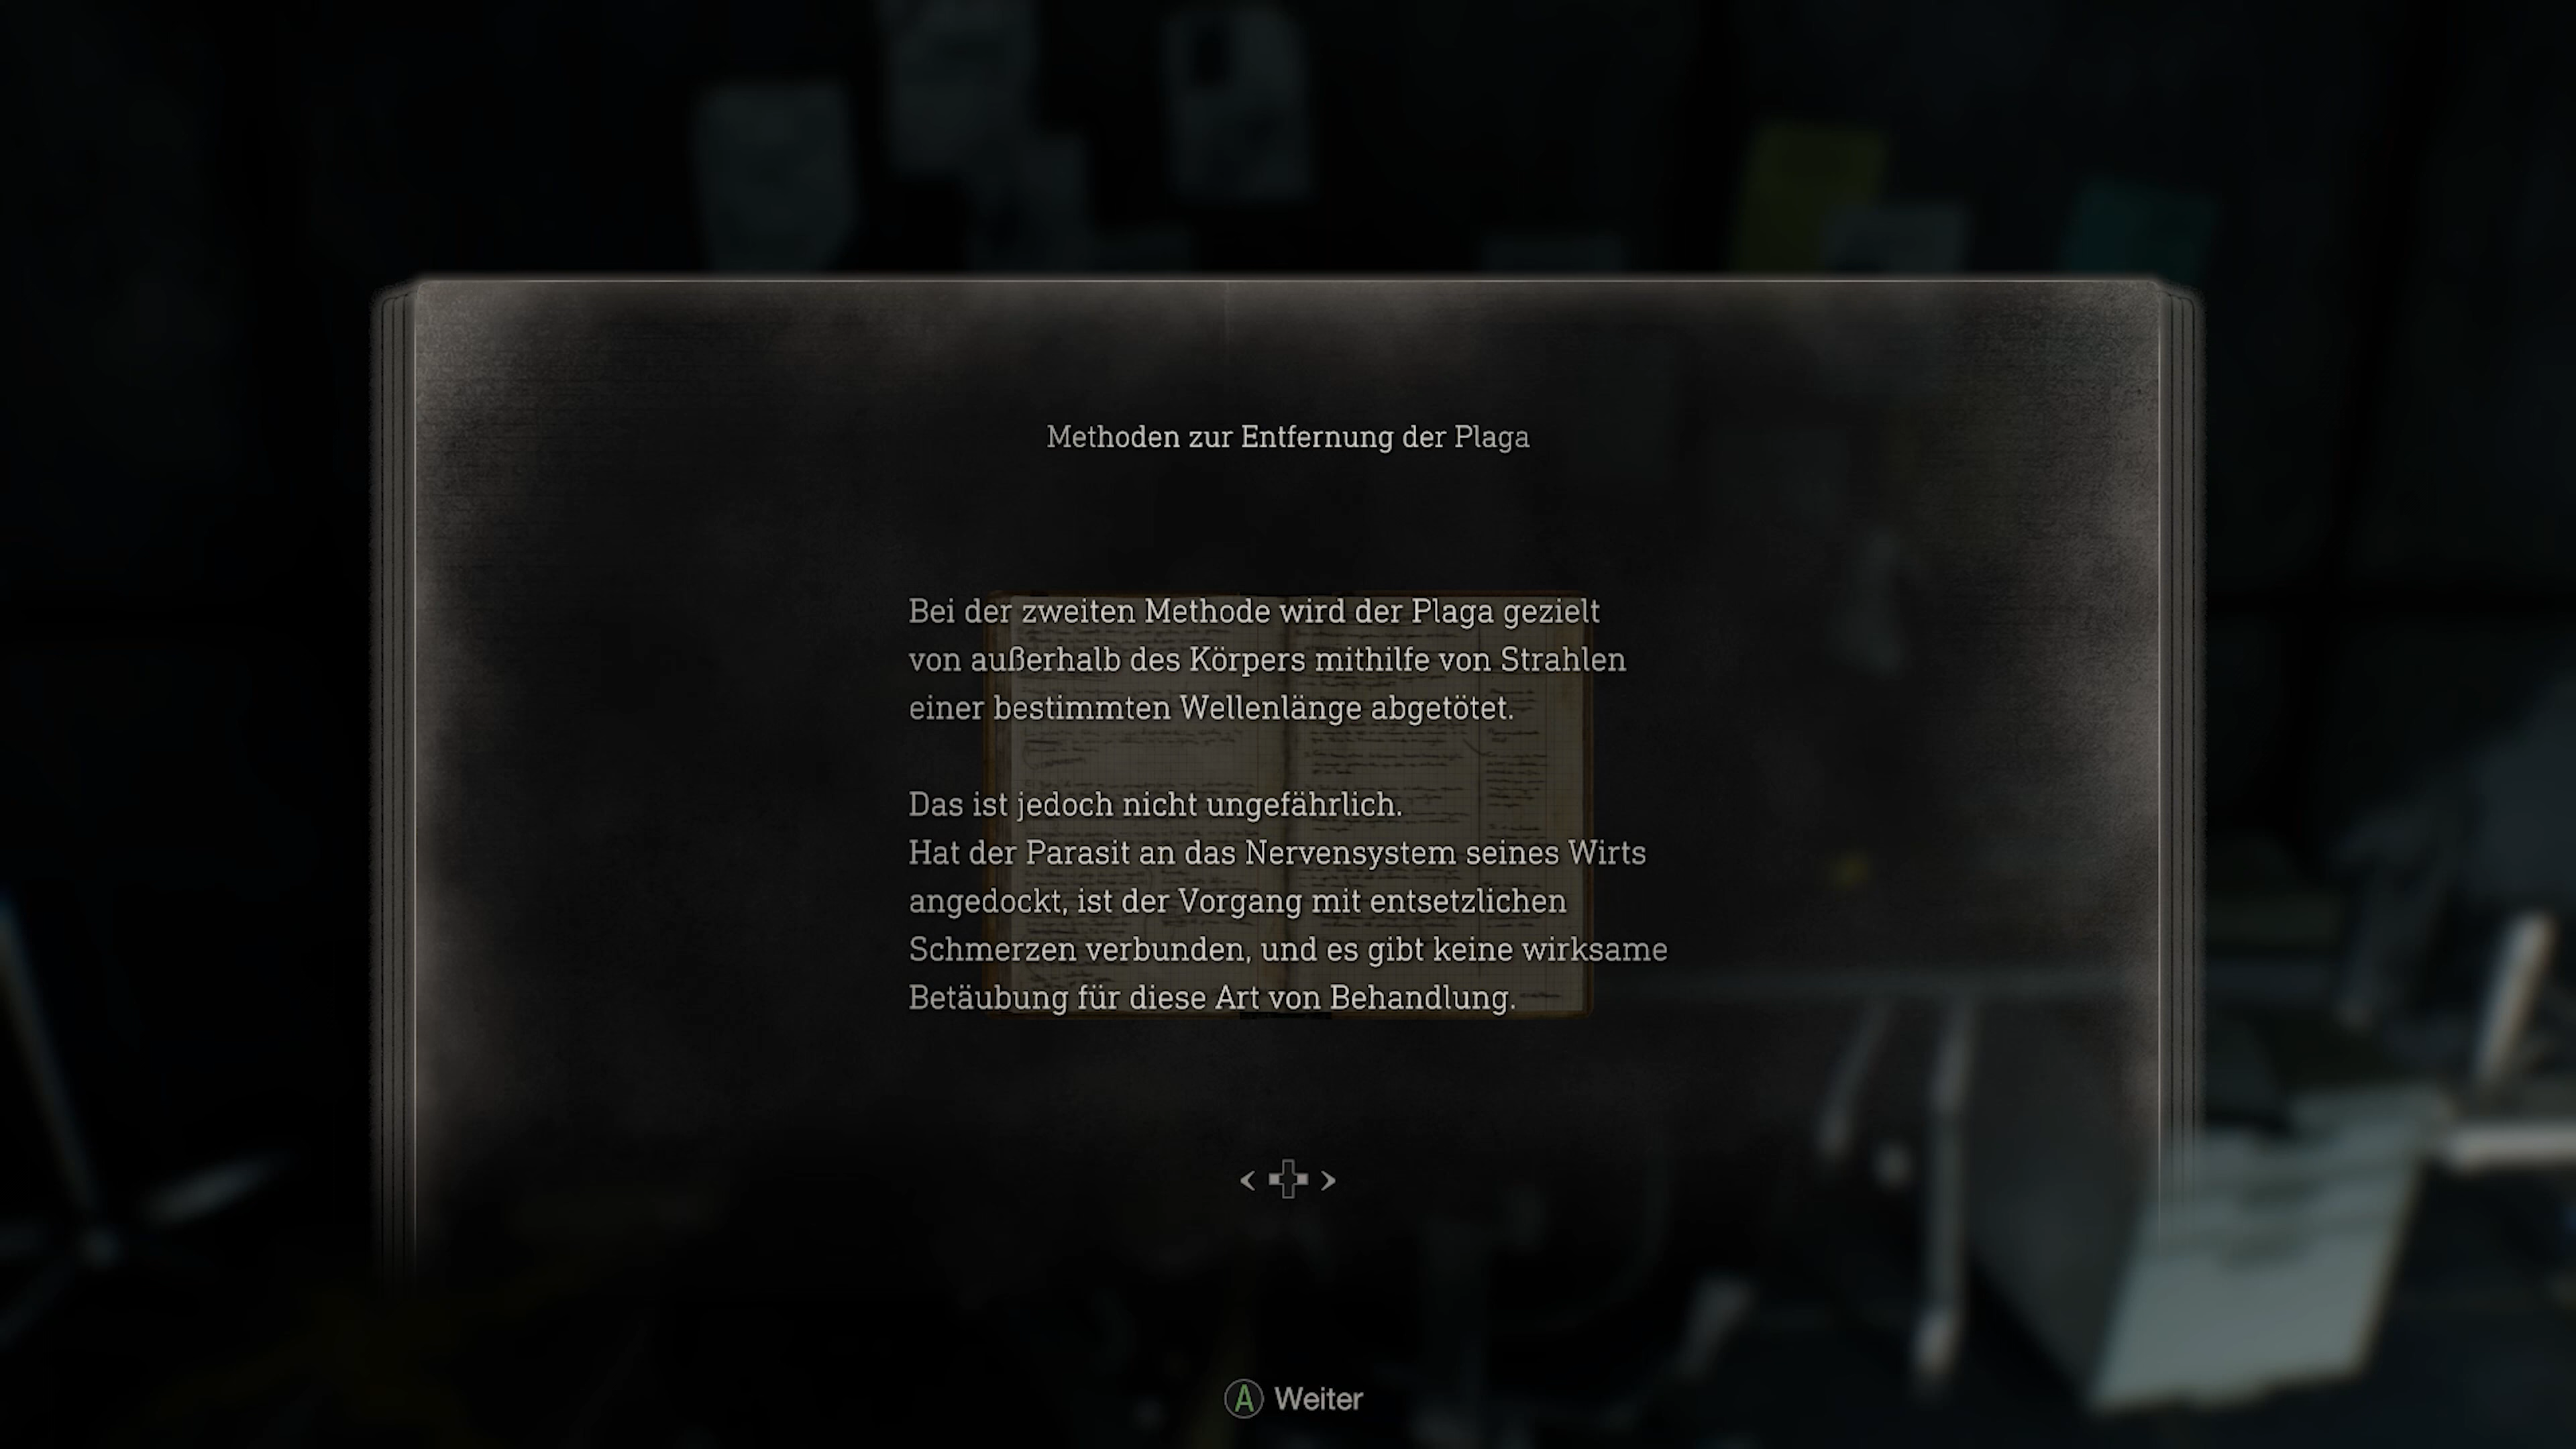 Methoden zur Entfernung der Plaga
Bei der zweiten Methode wird der Plaga gezielt
von außerhalb des Körpers mithilfe von Strahlen
einer bestimmten Wellenlänge abgetötet.
Das ist jedoch nicht ungefährlich.
Hat der Parasit an das Nervensystem seines Wirts
angedockt, ist der Vorgang mit entsetzlichen
Schmerzen verbunden, und es gibt keine wirksame
Betäubung für diese Art von Behandlung.
< >
A Weiter